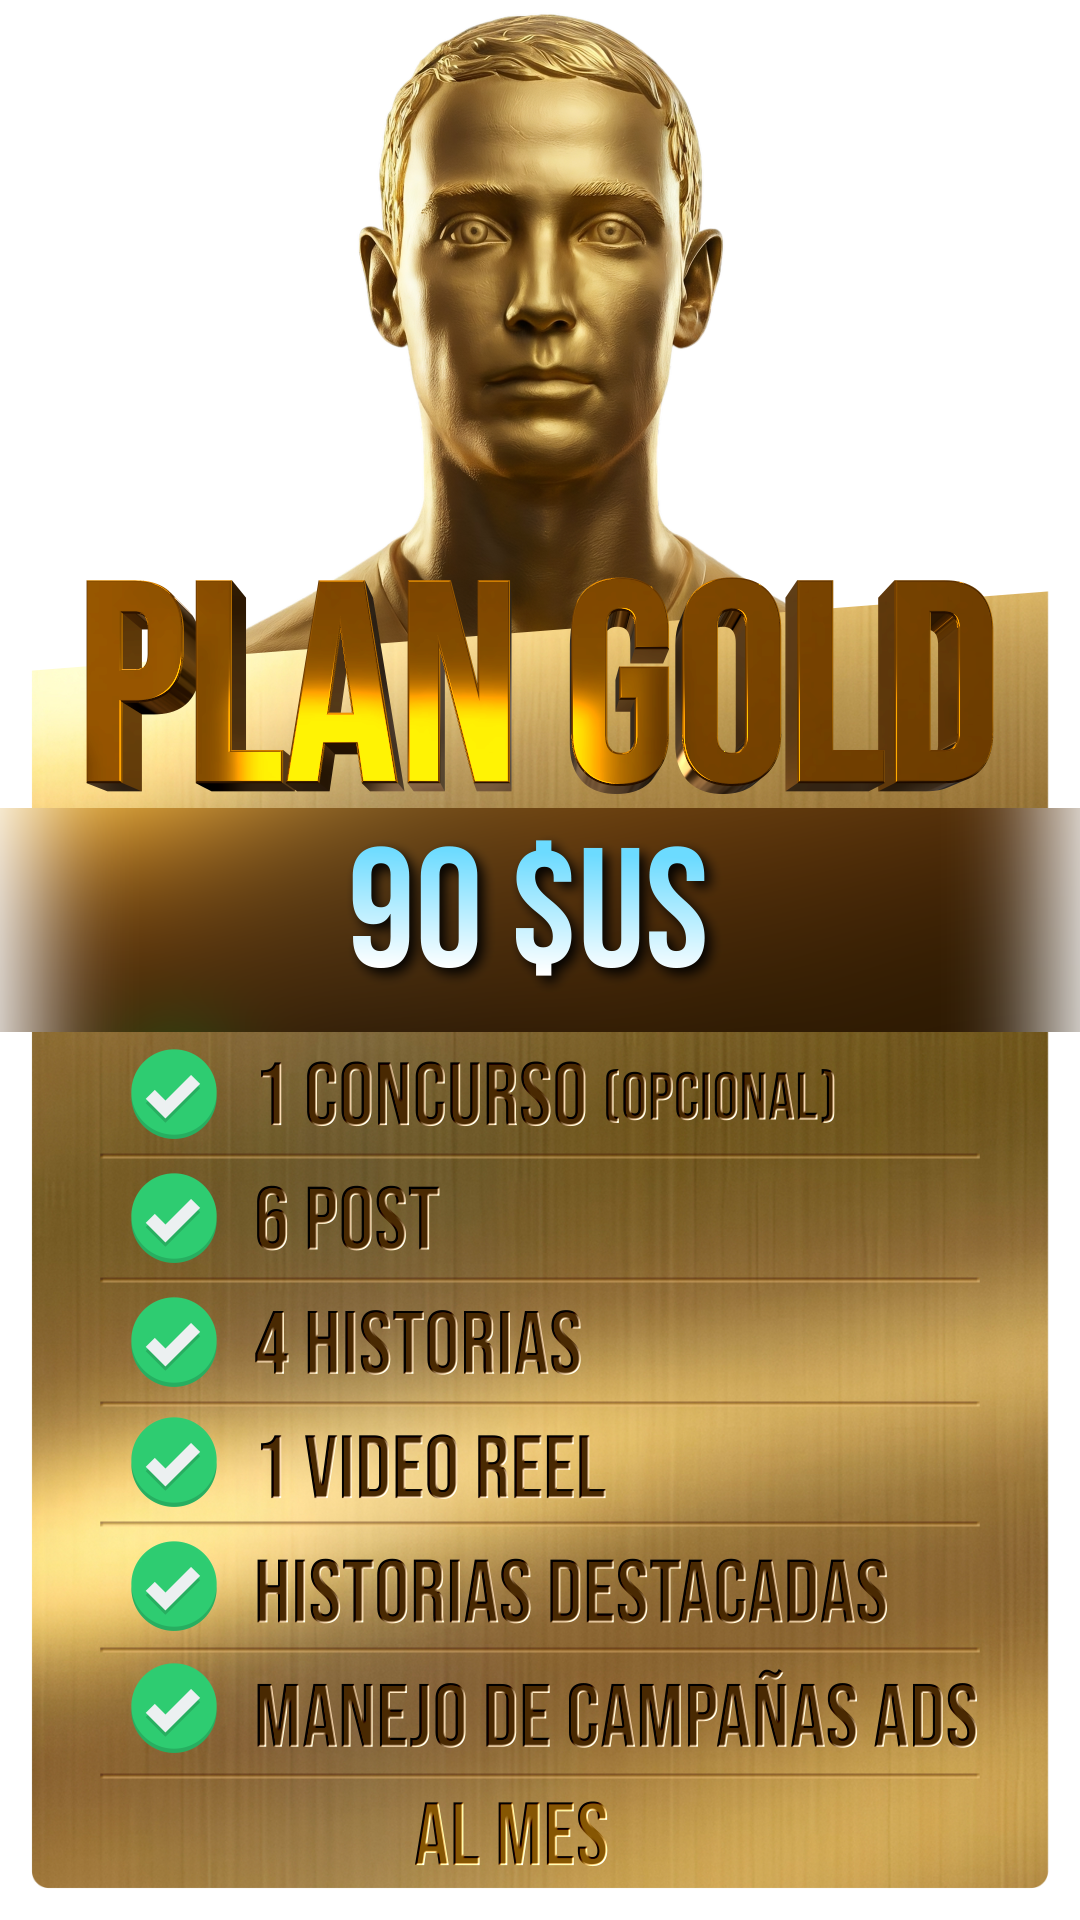 PLAN GOLD
90 $US
1 CONCURSO (OPCIONAL)
6 POST
4 HISTORIAS
1 VIDEO REEL
HISTORIAS DESTACADAS
MANEJO DE CAMPAÑAS ADS
AL MES